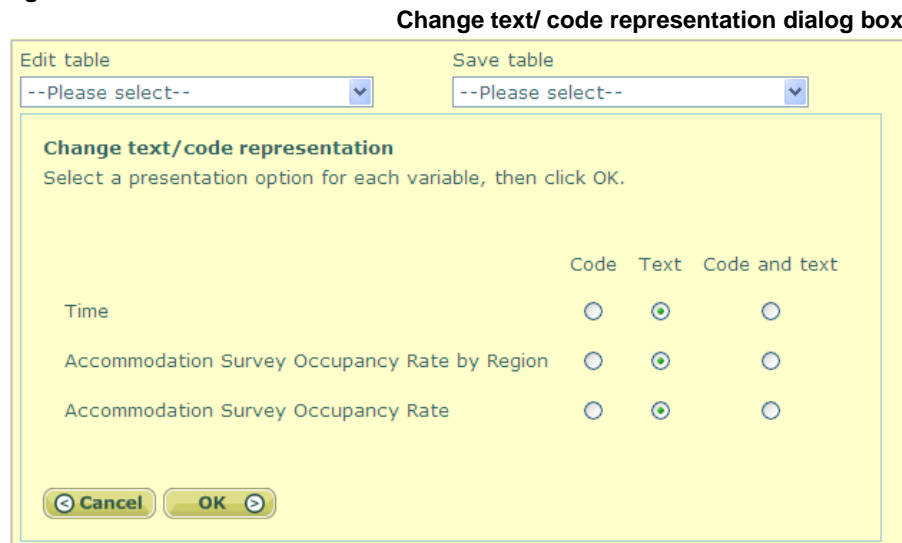 Change text/ code representation dialog box
Edit table Save table
--Please select-- --Please select--
Change text/code representation
Select a presentation option for each variable, then click OK.
Code Text Code and text
Time
Accommodation Survey Occupancy Rate by Region
Accommodation Survey Occupancy Rate
Cancel OK